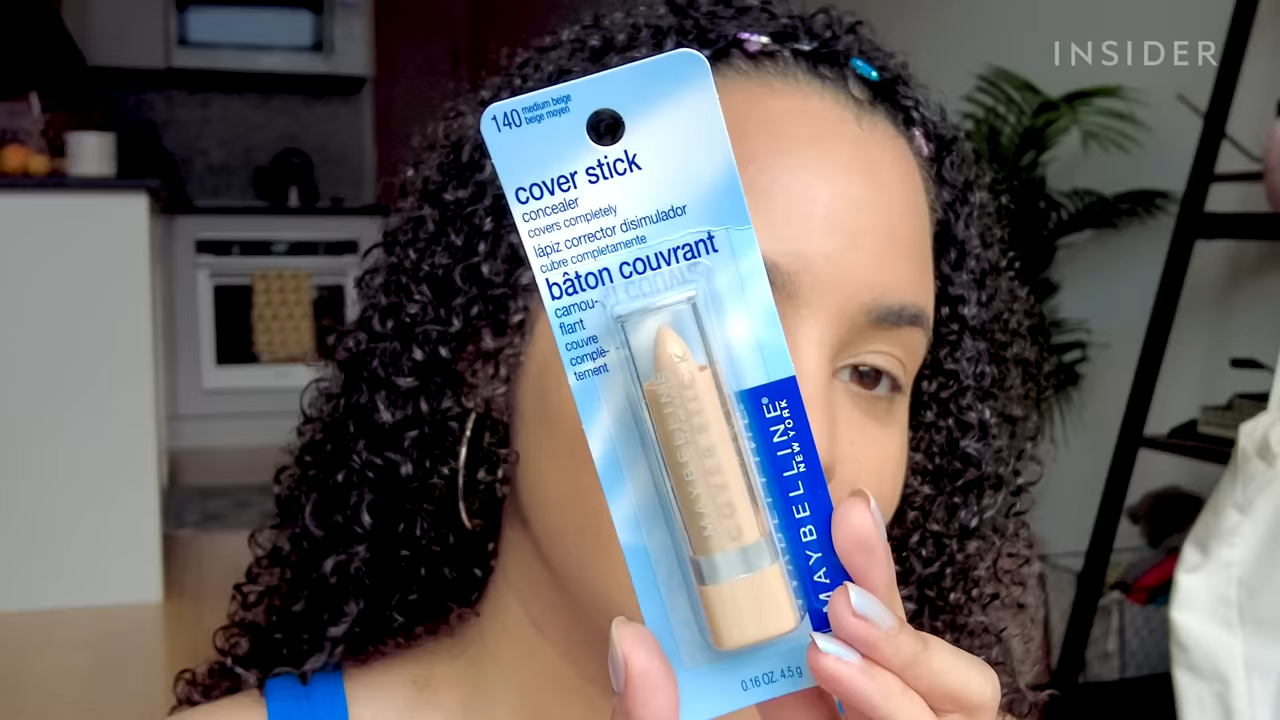 INSIDER
140 medium beige
beige moyen
cover stick
concealer
covers completely
lápiz corrector disimulador
cubre completamente
bâton couvrant
camou-
flant
couvre
complè-
tement
MAYBELLINE
COVER STICK
MAYBELLINE®
NEW YORK
0.16 OZ. 4.5 g